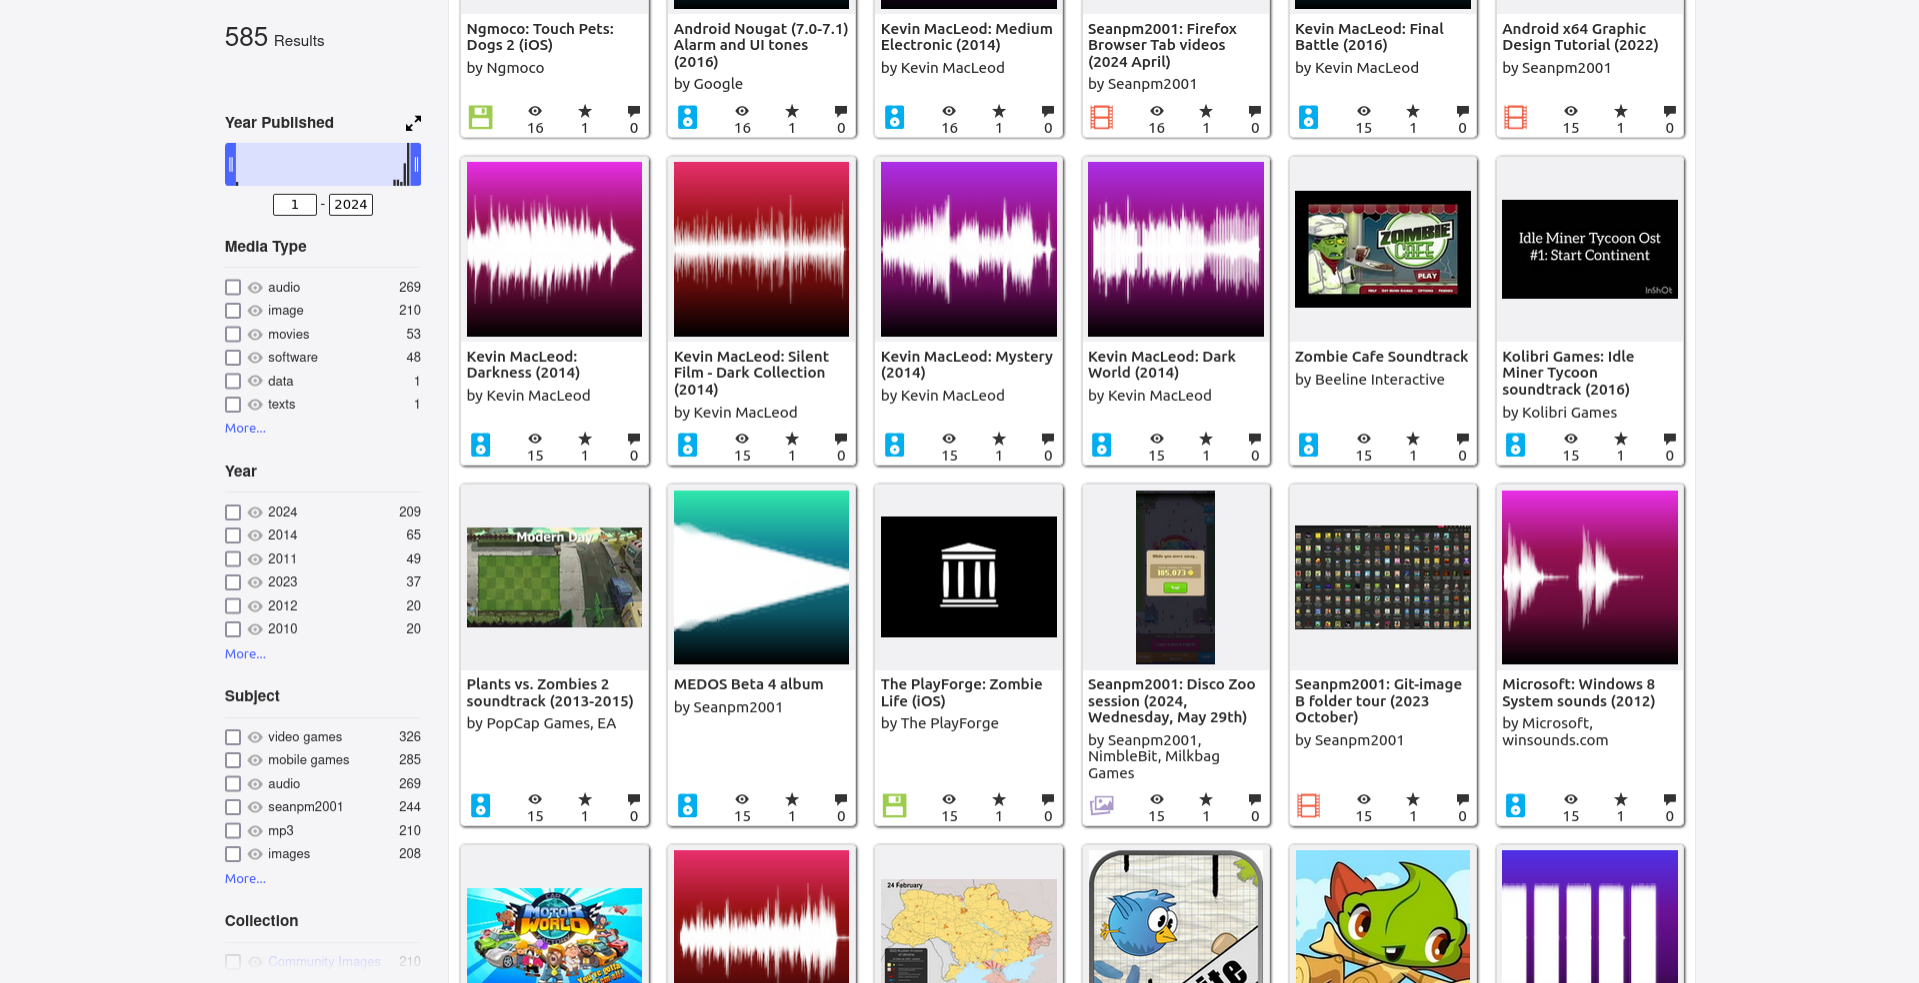 585 Results
Year Published
1 - 2024
Media Type
audio 269
image 210
movies 53
software 48
data 1
texts 1
More...
Year
2024 209
2014 65
2011 49
2023 37
2012 20
2010 20
More...
Subject
video games 326
mobile games 285
audio 269
seanpm2001 244
mp3 210
images 208
More...
Collection
Community Images 210
Ngmoco: Touch Pets:
Dogs 2 (iOS)
by Ngmoco
16 1 0
Android Nougat (7.0-7.1)
Alarm and UI tones
(2016)
by Google
16 1 0
Kevin MacLeod: Medium
Electronic (2014)
by Kevin MacLeod
16 1 0
Seanpm2001: Firefox
Browser Tab videos
(2024 April)
by Seanpm2001
16 1 0
Kevin MacLeod: Final
Battle (2016)
by Kevin MacLeod
15 1 0
Android x64 Graphic
Design Tutorial (2022)
by Seanpm2001
15 1 0
Kevin MacLeod:
Darkness (2014)
by Kevin MacLeod
15 1 0
Kevin MacLeod: Silent
Film - Dark Collection
(2014)
by Kevin MacLeod
15 1 0
Kevin MacLeod: Mystery
(2014)
by Kevin MacLeod
15 1 0
Kevin MacLeod: Dark
World (2014)
by Kevin MacLeod
15 1 0
ZOMBIE
CAFE
PLAY
Zombie Cafe Soundtrack
by Beeline Interactive
15 1 0
Idle Miner Tycoon Ost
#1: Start Continent
InShOt
Kolibri Games: Idle
Miner Tycoon
soundtrack (2016)
by Kolibri Games
15 1 0
Modern Day
Plants vs. Zombies 2
soundtrack (2013-2015)
by PopCap Games, EA
15 1 0
MEDOS Beta 4 album
by Seanpm2001
15 1 0
The PlayForge: Zombie
Life (iOS)
by The PlayForge
15 1 0
While you were away...
185,073
Seanpm2001: Disco Zoo
session (2024,
Wednesday, May 29th)
by Seanpm2001,
NimbleBit, Milkbag
Games
15 1 0
Seanpm2001: Git-image
B folder tour (2023
October)
by Seanpm2001
15 1 0
Microsoft: Windows 8
System sounds (2012)
by Microsoft,
winsounds.com
15 1 0
MOTOR
WORLD
24 February